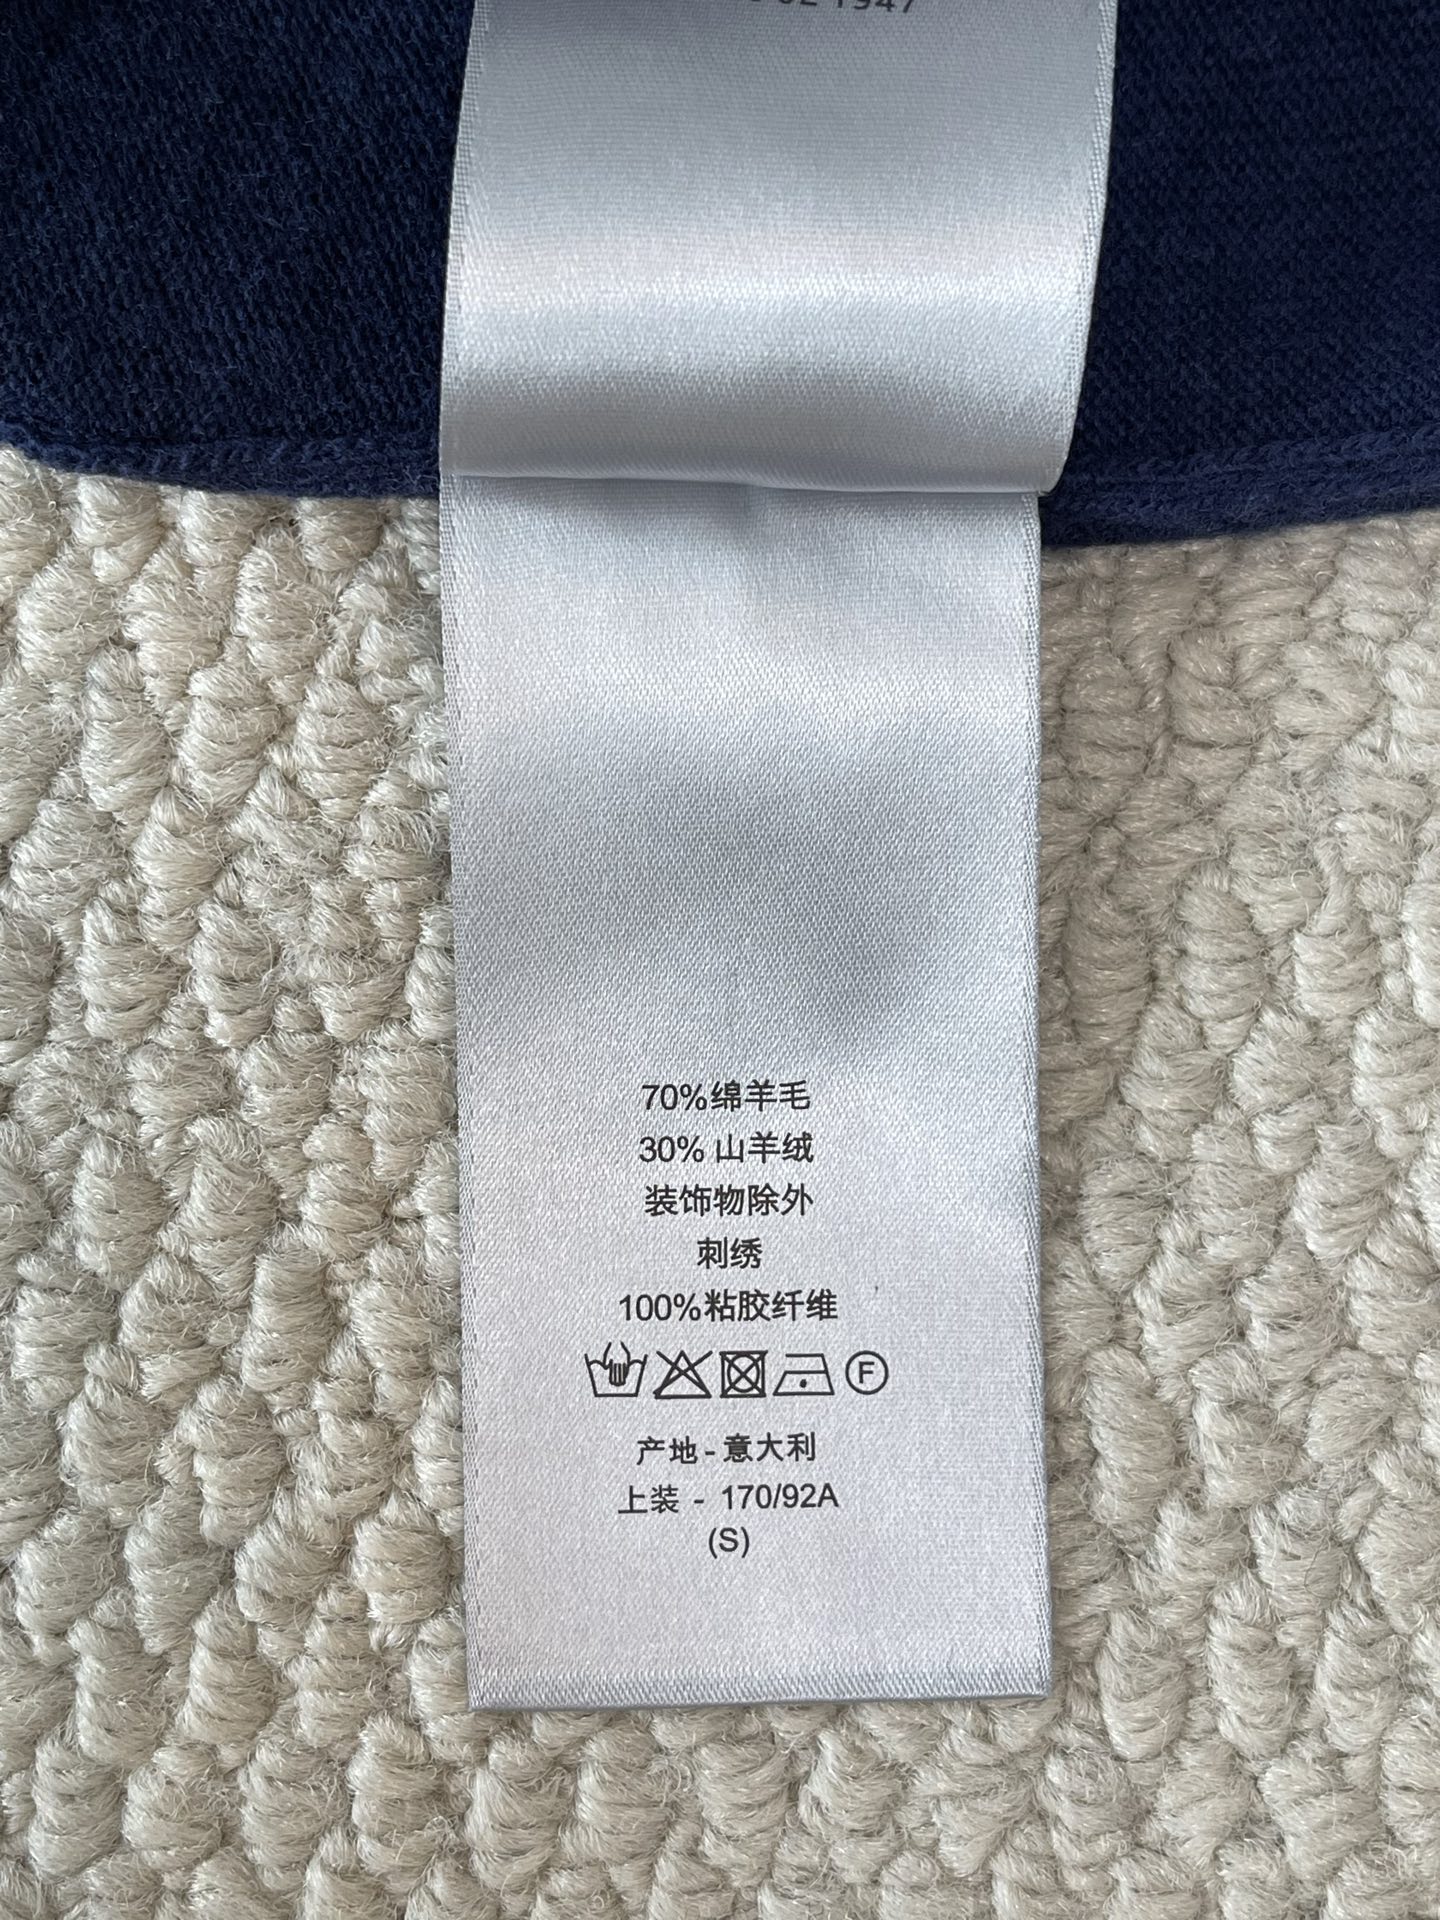 1947
70%绵羊毛
30% 山羊绒
装饰物除外
刺绣
100%粘胶纤维
F
产地 - 意大利
上装 - 170/92A
(S)